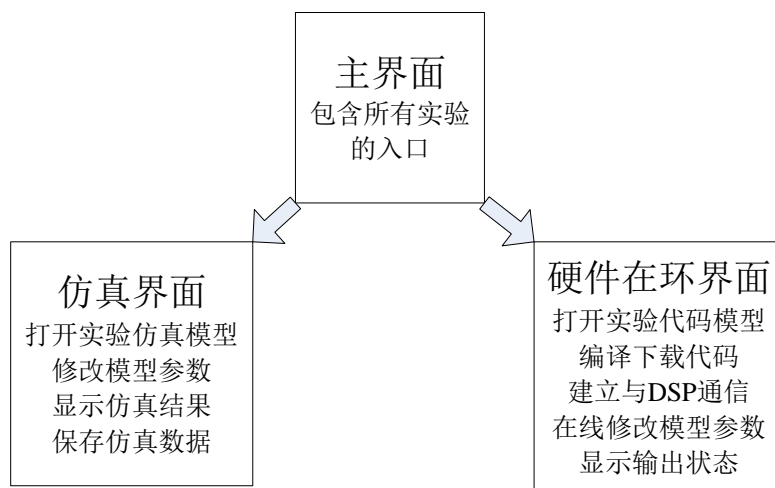 主界面
包含所有实验
的入口
仿真界面
打开实验仿真模型
修改模型参数
显示仿真结果
保存仿真数据
硬件在环界面
打开实验代码模型
编译下载代码
建立与DSP通信
在线修改模型参数
显示输出状态